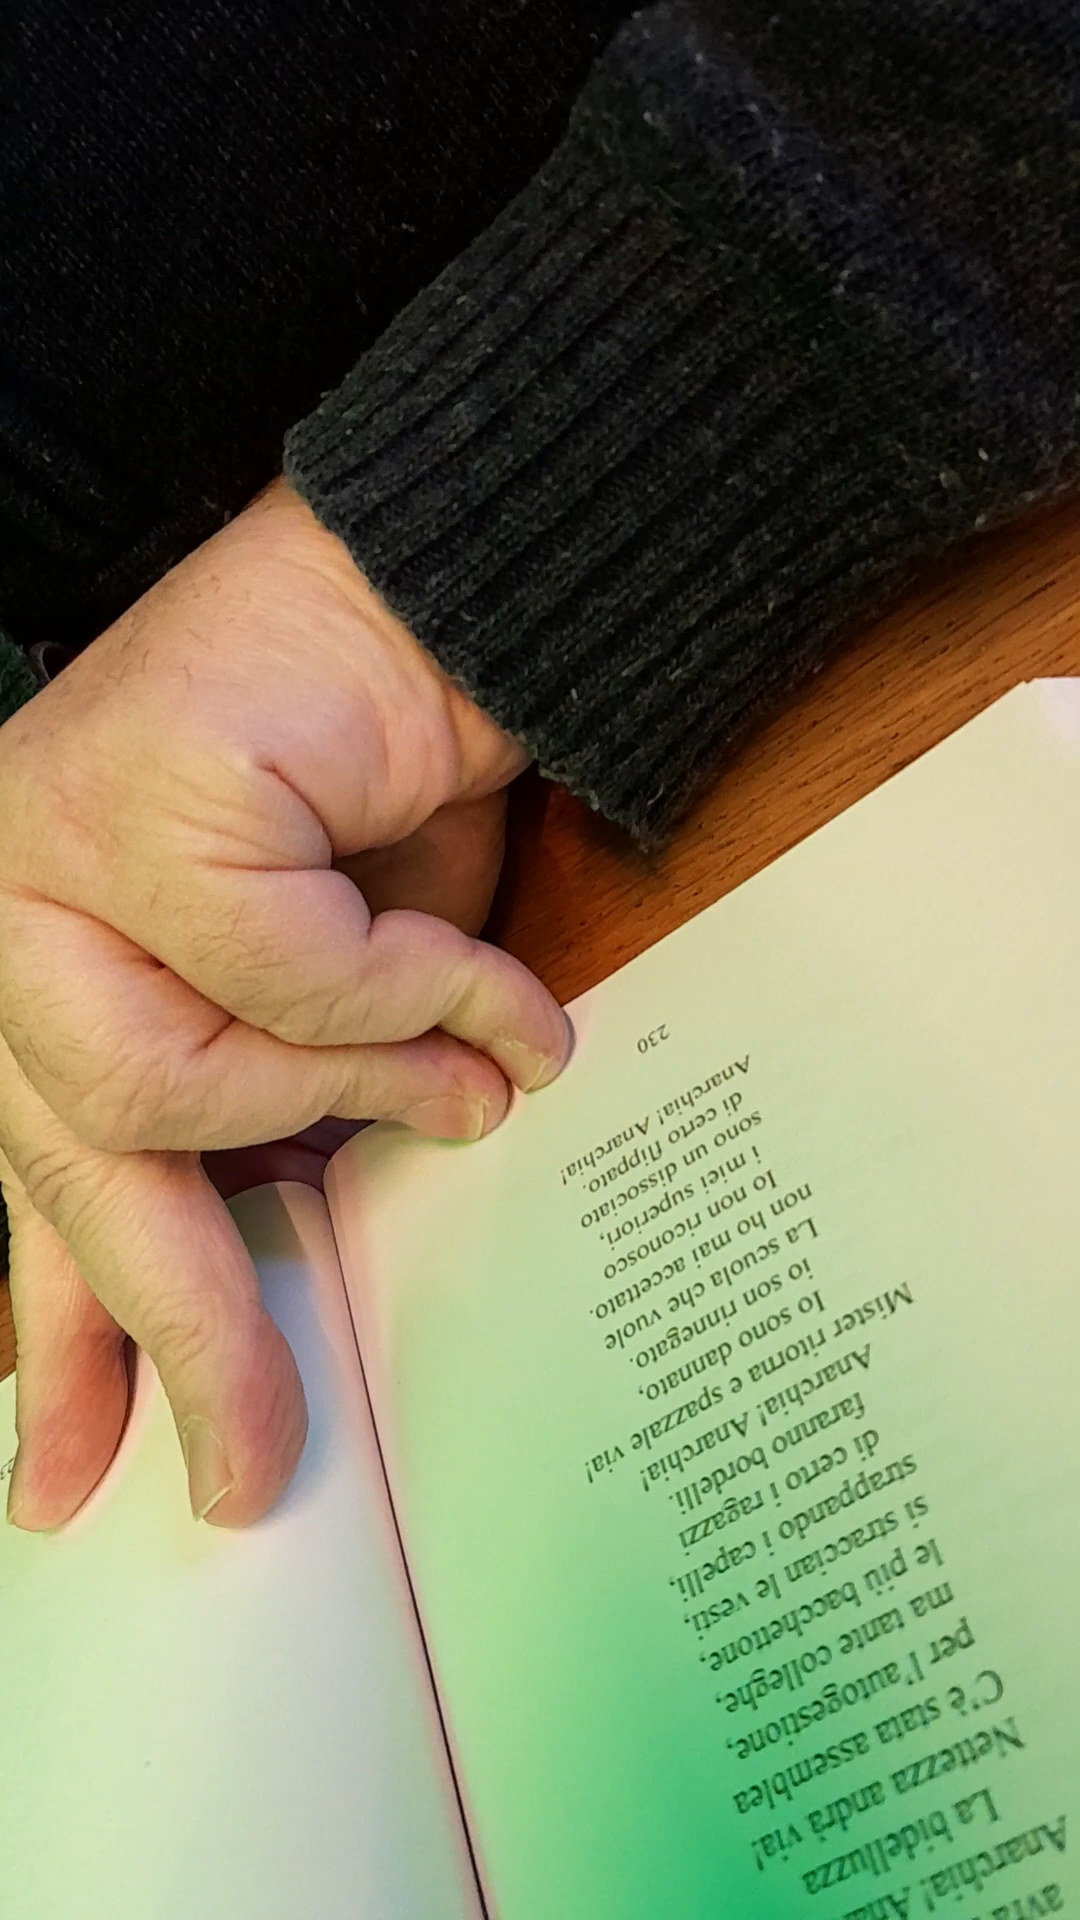 avrà
Anarchia! Ana
La bidelluzza
Nettezza andrà via!
C'è stata assemblea
per l'autogestione,
ma tante colleghe,
le più bacchettone,
si straccian le vesti,
strappando i capelli,
di certo i ragazzi
faranno bordelli.
Anarchia! Anarchia!
Mister ritorna e spazzale via!
Io sono dannato,
io son rinnegato.
La scuola che vuole
non ho mai accettato.
Io non riconosco
i miei superiori,
sono un dissociato
di certo flippato.
Anarchia! Anarchia!
230